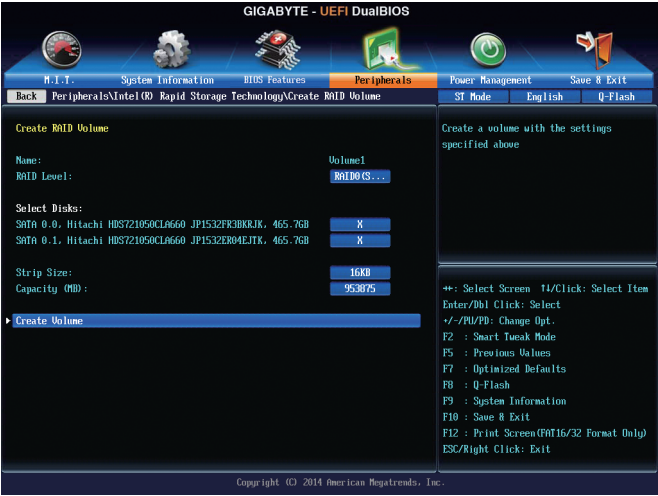 GIGABYTE - UEFI DualBIOS
M.I.T. System Information BIOS Features Peripherals Power Management Save & Exit
Back Peripherals\Intel(R) Rapid Storage Technology\Create RAID Volume ST Mode English Q-Flash
Create RAID Volume
Name: Volume1
RAID Level: RAID0(S...
Select Disks:
SATA 0.0, Hitachi HDS721050CLA660 JP1532FR3BKRJK, 465.7GB X
SATA 0.1, Hitachi HDS721050CLA660 JP1532ER04EJTK, 465.7GB X
Strip Size: 16KB
Capacity (MB): 953875
Create Volume
Create a volume with the settings
specified above
→←: Select Screen ↑↓/Click: Select Item
Enter/Dbl Click: Select
+/-/PU/PD: Change Opt.
F2 : Smart Tweak Mode
F5 : Previous Values
F7 : Optimized Defaults
F8 : Q-Flash
F9 : System Information
F10 : Save & Exit
F12 : Print Screen(FAT16/32 Format Only)
ESC/Right Click: Exit
Copyright (C) 2014 American Megatrends, Inc.